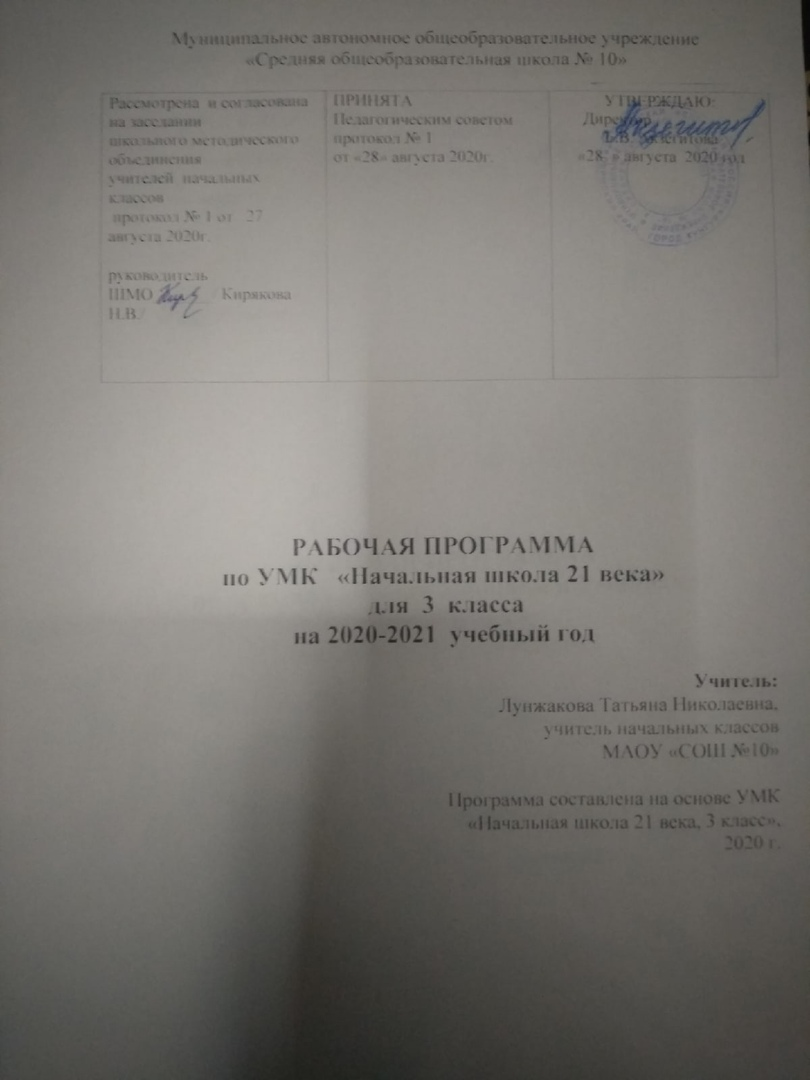 Муниципальное автономное общеобразовательное учреждение
«Средняя общеобразовательная школа № 10»
Рассмотрена и согласована
на заседании
школьного методического
объединения
учителей начальных
классов
протокол № 1 от 27
августа 2020г.
руководитель
ШМО / Кирякова
Н.В./
ПРИНЯТА
Педагогическим советом
протокол № 1
от «28» августа 2020г.
УТВЕРЖДАЮ:
Директор
«28 » августа 2020 год
РАБОЧАЯ ПРОГРАММА
по УМК «Начальная школа 21 века»
для 3 класса
на 2020-2021 учебный год
Учитель:
Лунжакова Татьяна Николаевна,
учитель начальных классов
МАОУ «СОШ №10»
Программа составлена на основе УМК
«Начальная школа 21 века, 3 класс»,
2020 г.